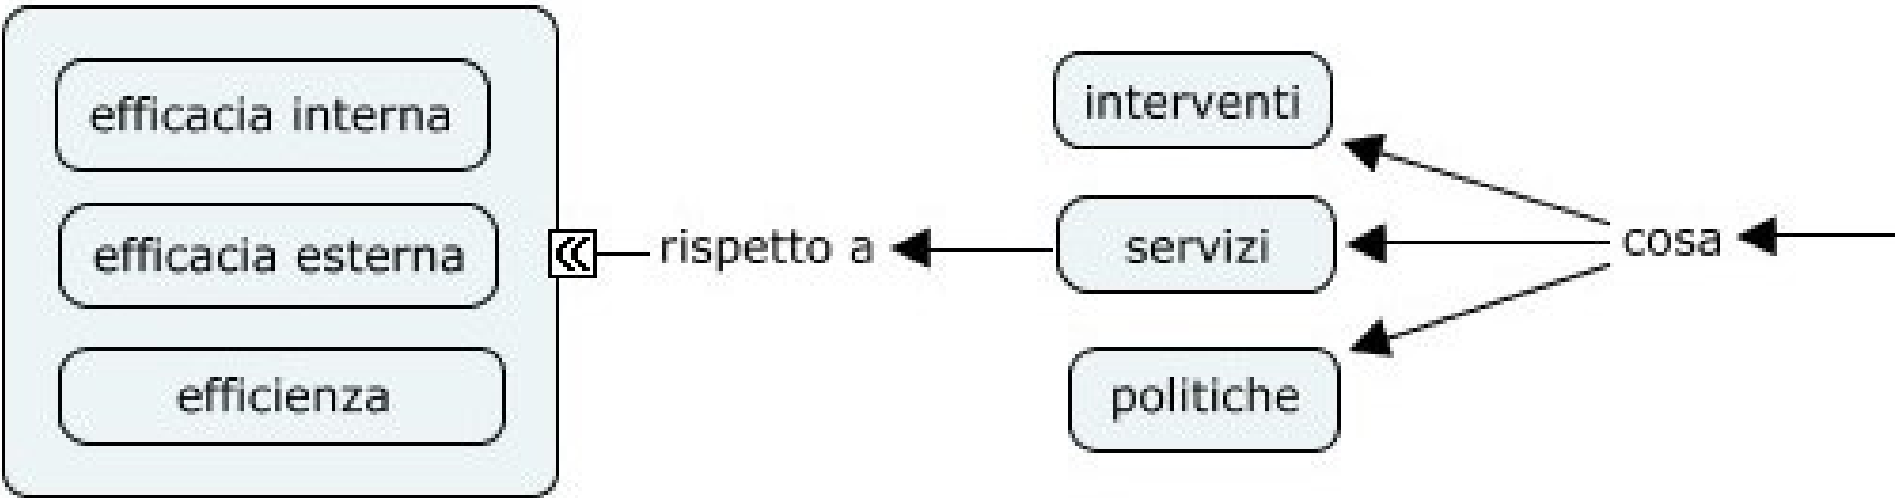 efficacia interna
efficacia esterna
efficienza
rispetto a
interventi
servizi
politiche
cosa